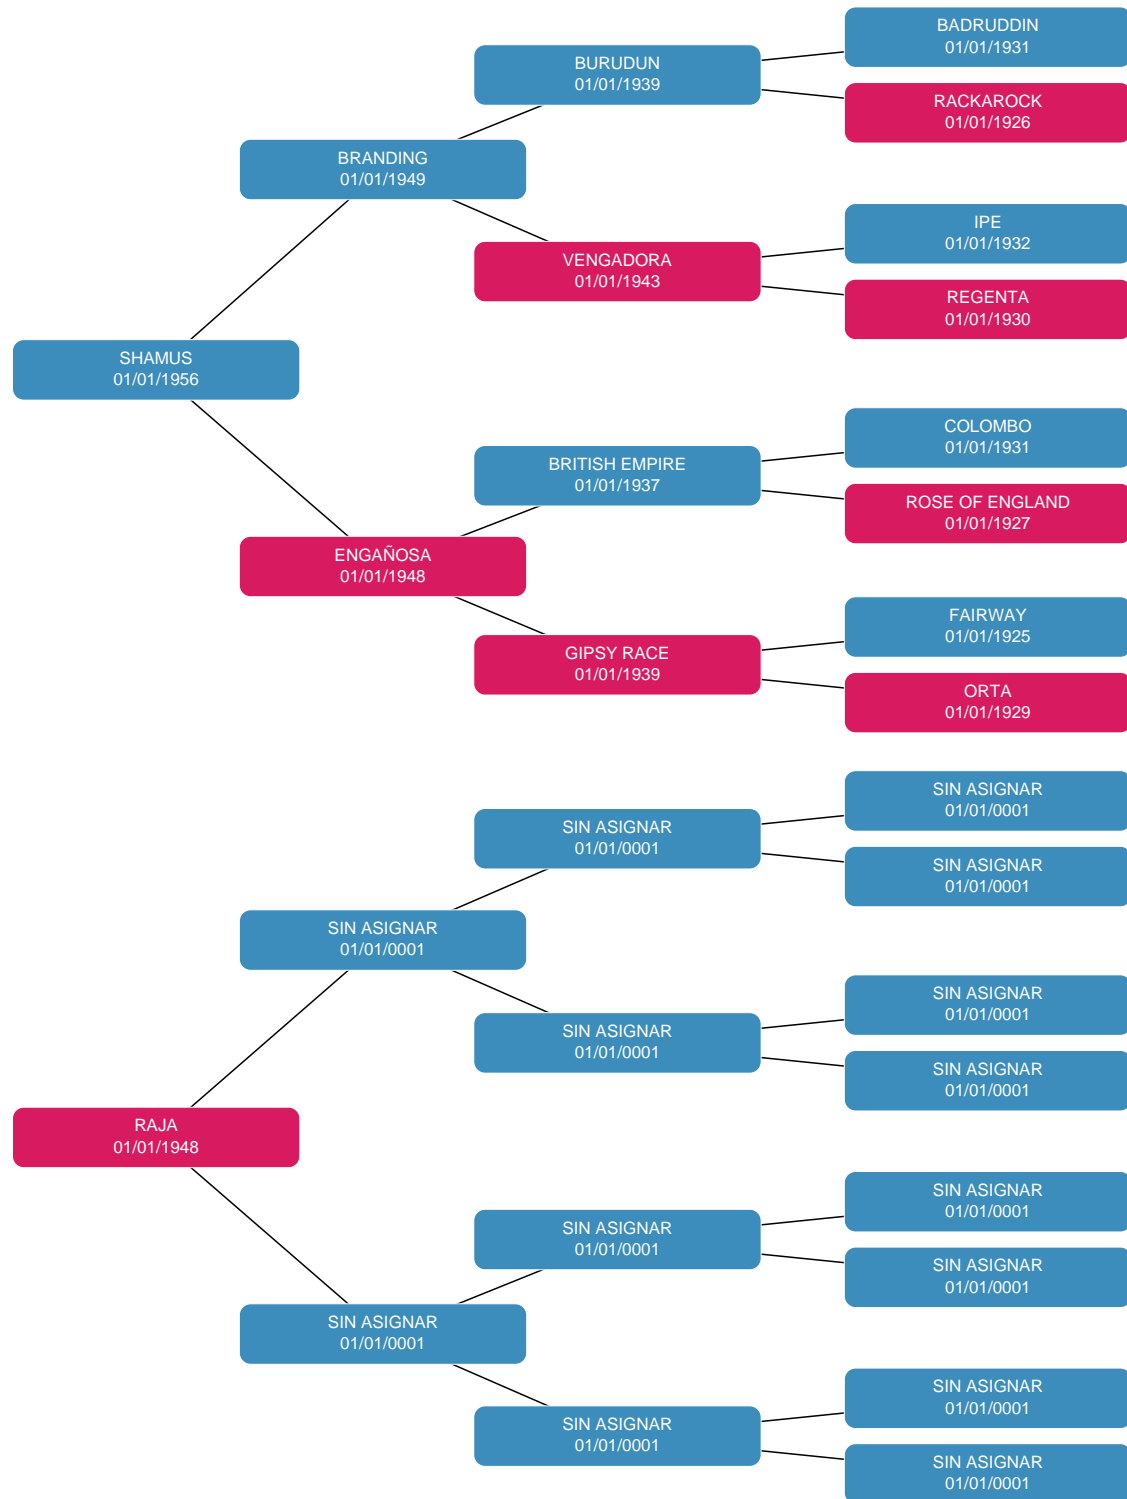 BADRUDDIN
01/01/1931
BURUDUN
01/01/1939
RACKAROCK
01/01/1926
BRANDING
01/01/1949
IPE
01/01/1932
VENGADORA
01/01/1943
REGENTA
01/01/1930
SHAMUS
01/01/1956
COLOMBO
01/01/1931
BRITISH EMPIRE
01/01/1937
ROSE OF ENGLAND
01/01/1927
ENGAÑOSA
01/01/1948
FAIRWAY
01/01/1925
GIPSY RACE
01/01/1939
ORTA
01/01/1929
SIN ASIGNAR
01/01/0001
SIN ASIGNAR
01/01/0001
SIN ASIGNAR
01/01/0001
SIN ASIGNAR
01/01/0001
SIN ASIGNAR
01/01/0001
SIN ASIGNAR
01/01/0001
SIN ASIGNAR
01/01/0001
RAJA
01/01/1948
SIN ASIGNAR
01/01/0001
SIN ASIGNAR
01/01/0001
SIN ASIGNAR
01/01/0001
SIN ASIGNAR
01/01/0001
SIN ASIGNAR
01/01/0001
SIN ASIGNAR
01/01/0001
SIN ASIGNAR
01/01/0001